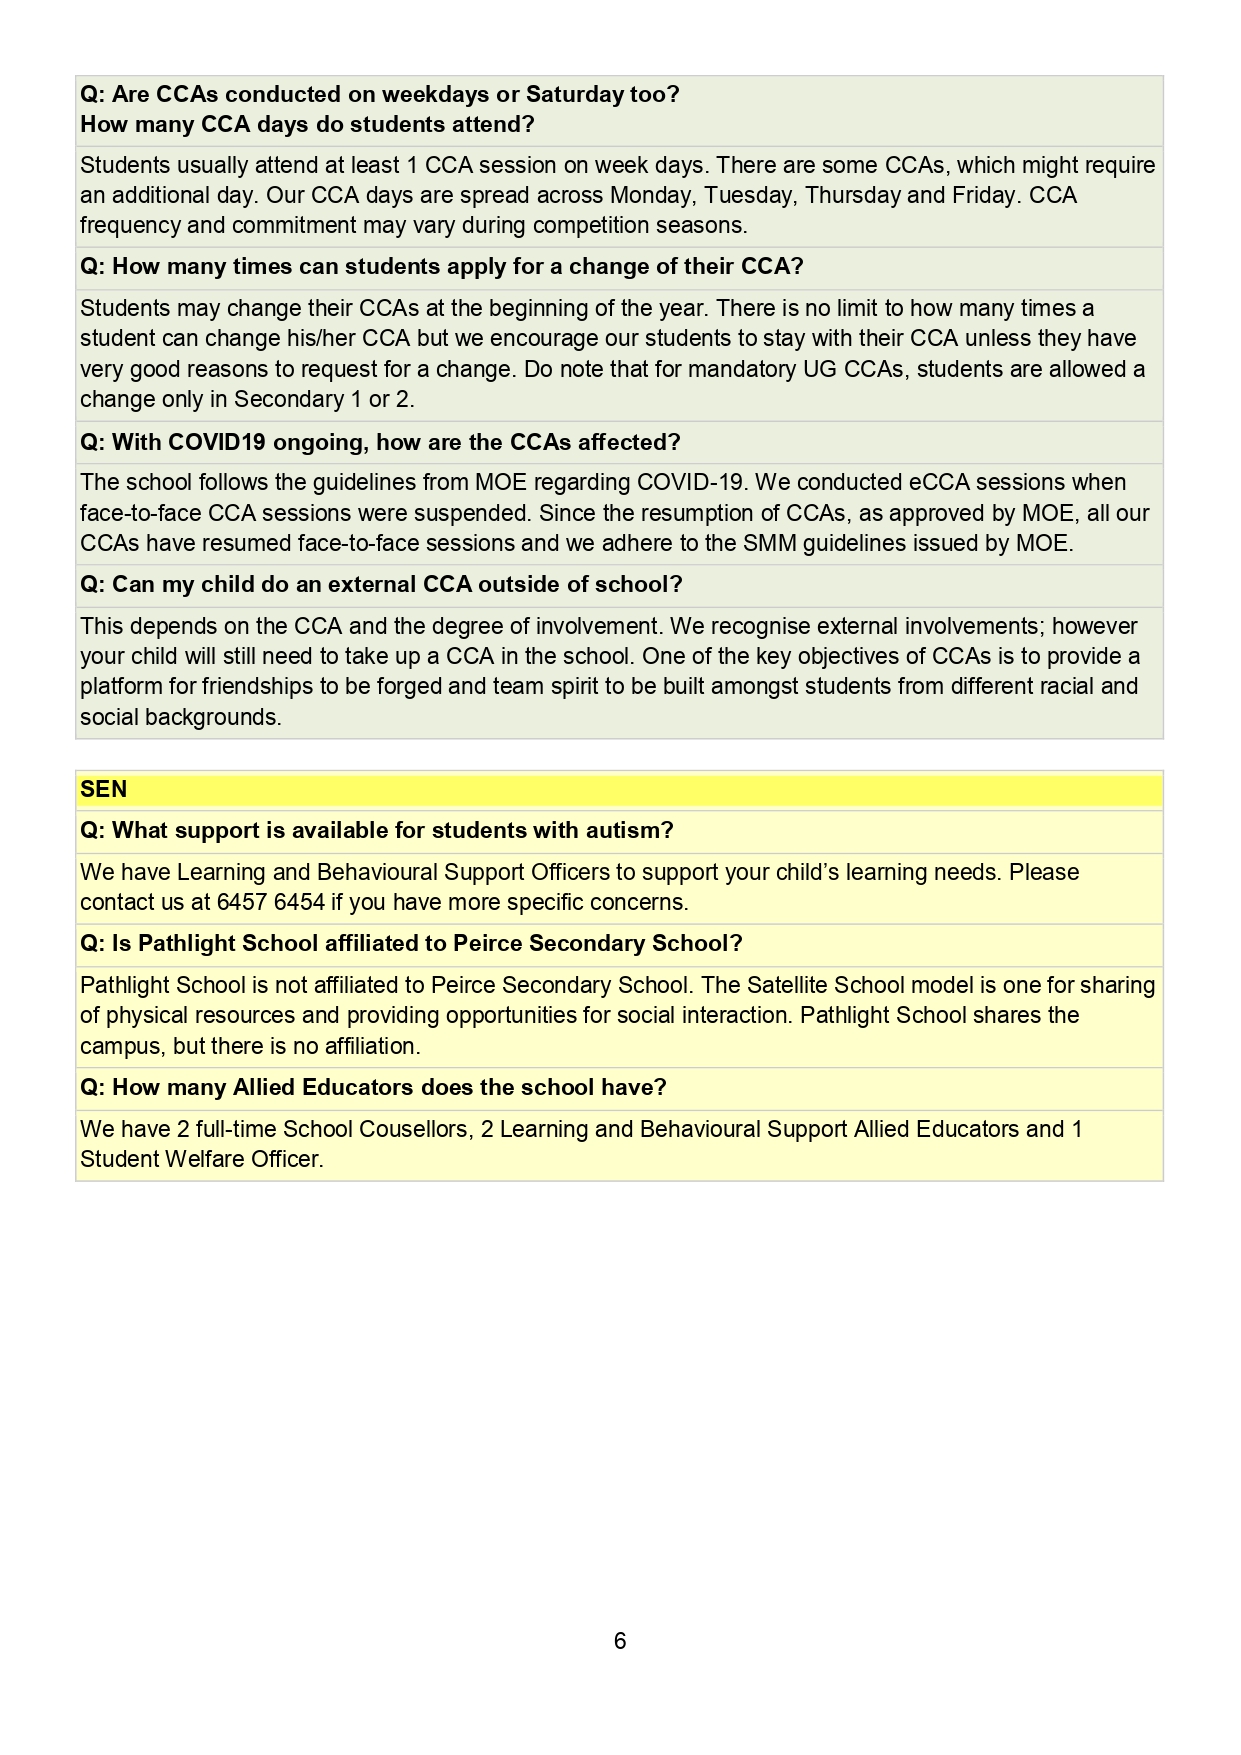 Q: Are CCAs conducted on weekdays or Saturday too?
How many CCA days do students attend?
Students usually attend at least 1 CCA session on week days. There are some CCAs, which might require
an additional day. Our CCA days are spread across Monday, Tuesday, Thursday and Friday. CCA
frequency and commitment may vary during competition seasons.
Q: How many times can students apply for a change of their CCA?
Students may change their CCAs at the beginning of the year. There is no limit to how many times a
student can change his/her CCA but we encourage our students to stay with their CCA unless they have
very good reasons to request for a change. Do note that for mandatory UG CCAs, students are allowed a
change only in Secondary 1 or 2.
Q: With COVID19 ongoing, how are the CCAs affected?
The school follows the guidelines from MOE regarding COVID-19. We conducted eCCA sessions when
face-to-face CCA sessions were suspended. Since the resumption of CCAs, as approved by MOE, all our
CCAs have resumed face-to-face sessions and we adhere to the SMM guidelines issued by MOE.
Q: Can my child do an external CCA outside of school?
This depends on the CCA and the degree of involvement. We recognise external involvements; however
your child will still need to take up a CCA in the school. One of the key objectives of CCAs is to provide a
platform for friendships to be forged and team spirit to be built amongst students from different racial and
social backgrounds.
SEN
Q: What support is available for students with autism?
We have Learning and Behavioural Support Officers to support your child’s learning needs. Please
contact us at 6457 6454 if you have more specific concerns.
Q: Is Pathlight School affiliated to Peirce Secondary School?
Pathlight School is not affiliated to Peirce Secondary School. The Satellite School model is one for sharing
of physical resources and providing opportunities for social interaction. Pathlight School shares the
campus, but there is no affiliation.
Q: How many Allied Educators does the school have?
We have 2 full-time School Cousellors, 2 Learning and Behavioural Support Allied Educators and 1
Student Welfare Officer.
6